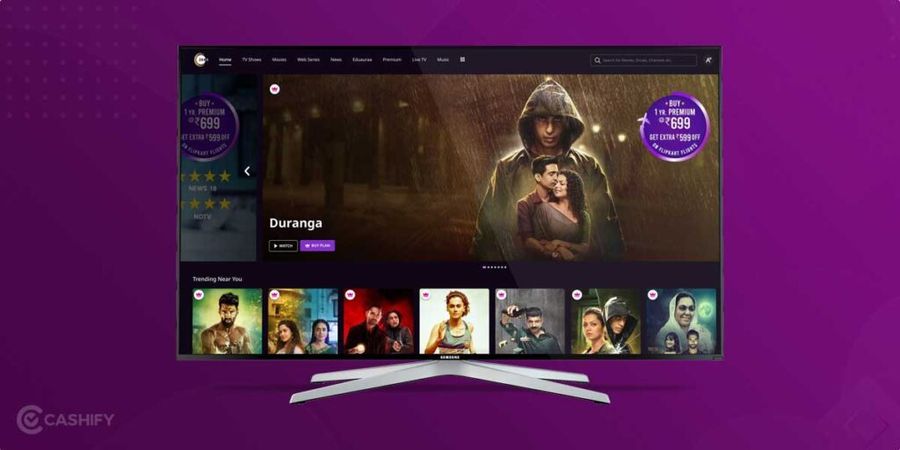 Home TV Shows Movies Web Series News Eduauraa Premium Live TV Music
Search for Movies, Shows, Channels etc.
BUY
1 YR. PREMIUM
@₹699
GET EXTRA ₹599 OFF
ON FLIPKART FLIGHTS
NEWS 18
NDTV
BUY
1 YR. PREMIUM
@₹699
GET EXTRA ₹599 OFF
ON FLIPKART FLIGHTS
Duranga
WATCH BUY PLAN
Trending Near You
SAMSUNG
CASHIFY